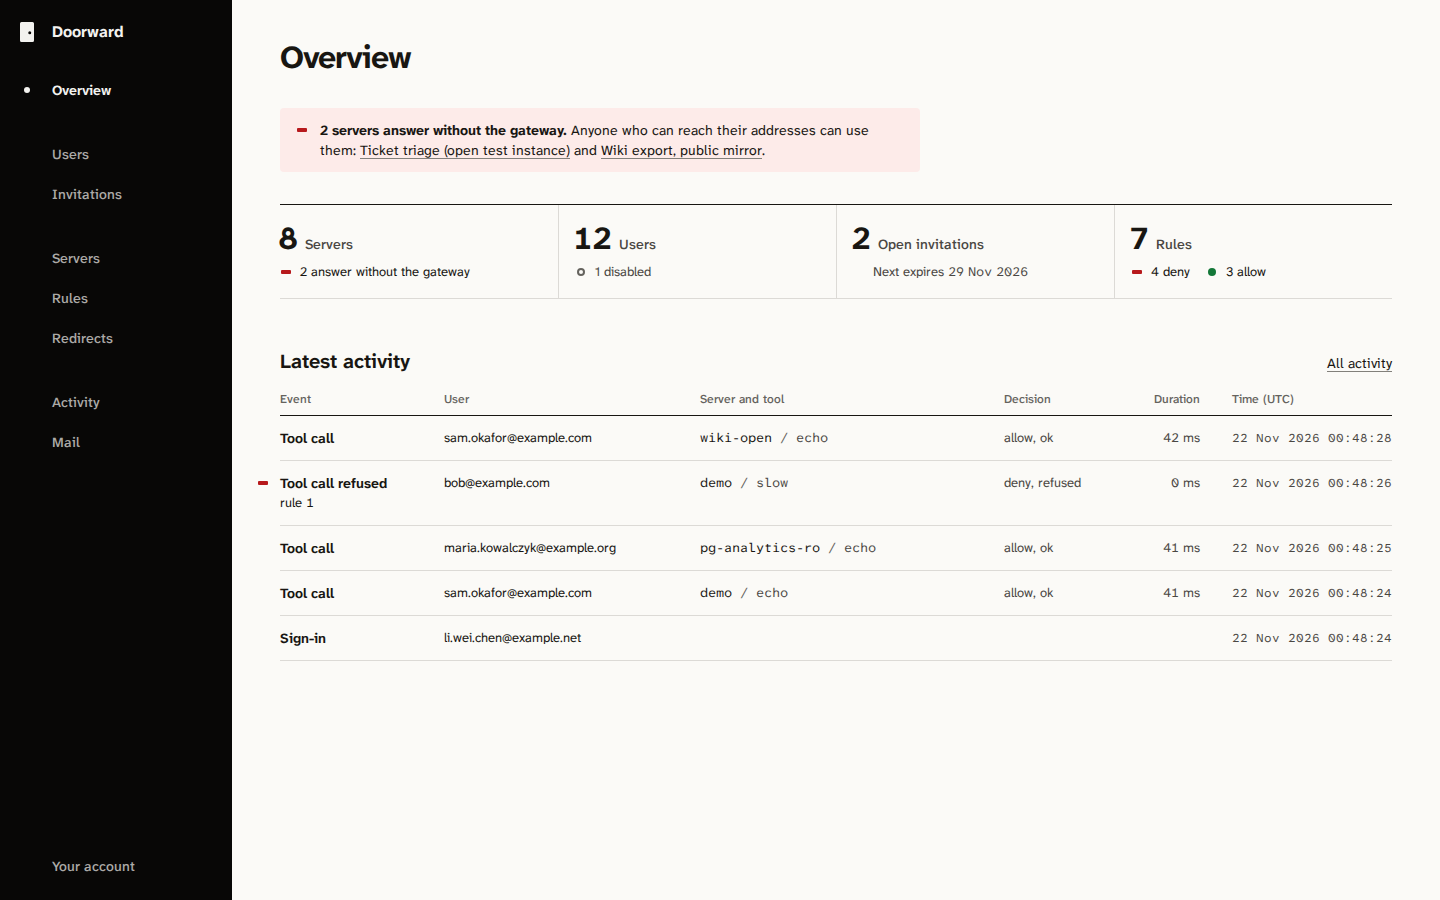 Doorward
Overview
Users
Invitations
Servers
Rules
Redirects
Activity
Mail
Your account
Overview
2 servers answer without the gateway. Anyone who can reach their addresses can use
them: Ticket triage (open test instance) and Wiki export, public mirror.
8 Servers
2 answer without the gateway
12 Users
1 disabled
2 Open invitations
Next expires 29 Nov 2026
7 Rules
4 deny 3 allow
Latest activity
All activity
Event User Server and tool Decision Duration Time (UTC)
Tool call sam.okafor@example.com wiki-open / echo allow, ok 42 ms 22 Nov 2026 00:48:28
Tool call refused bob@example.com demo / slow deny, refused 0 ms 22 Nov 2026 00:48:26
rule 1
Tool call maria.kowalczyk@example.org pg-analytics-ro / echo allow, ok 41 ms 22 Nov 2026 00:48:25
Tool call sam.okafor@example.com demo / echo allow, ok 41 ms 22 Nov 2026 00:48:24
Sign-in li.wei.chen@example.net 22 Nov 2026 00:48:24